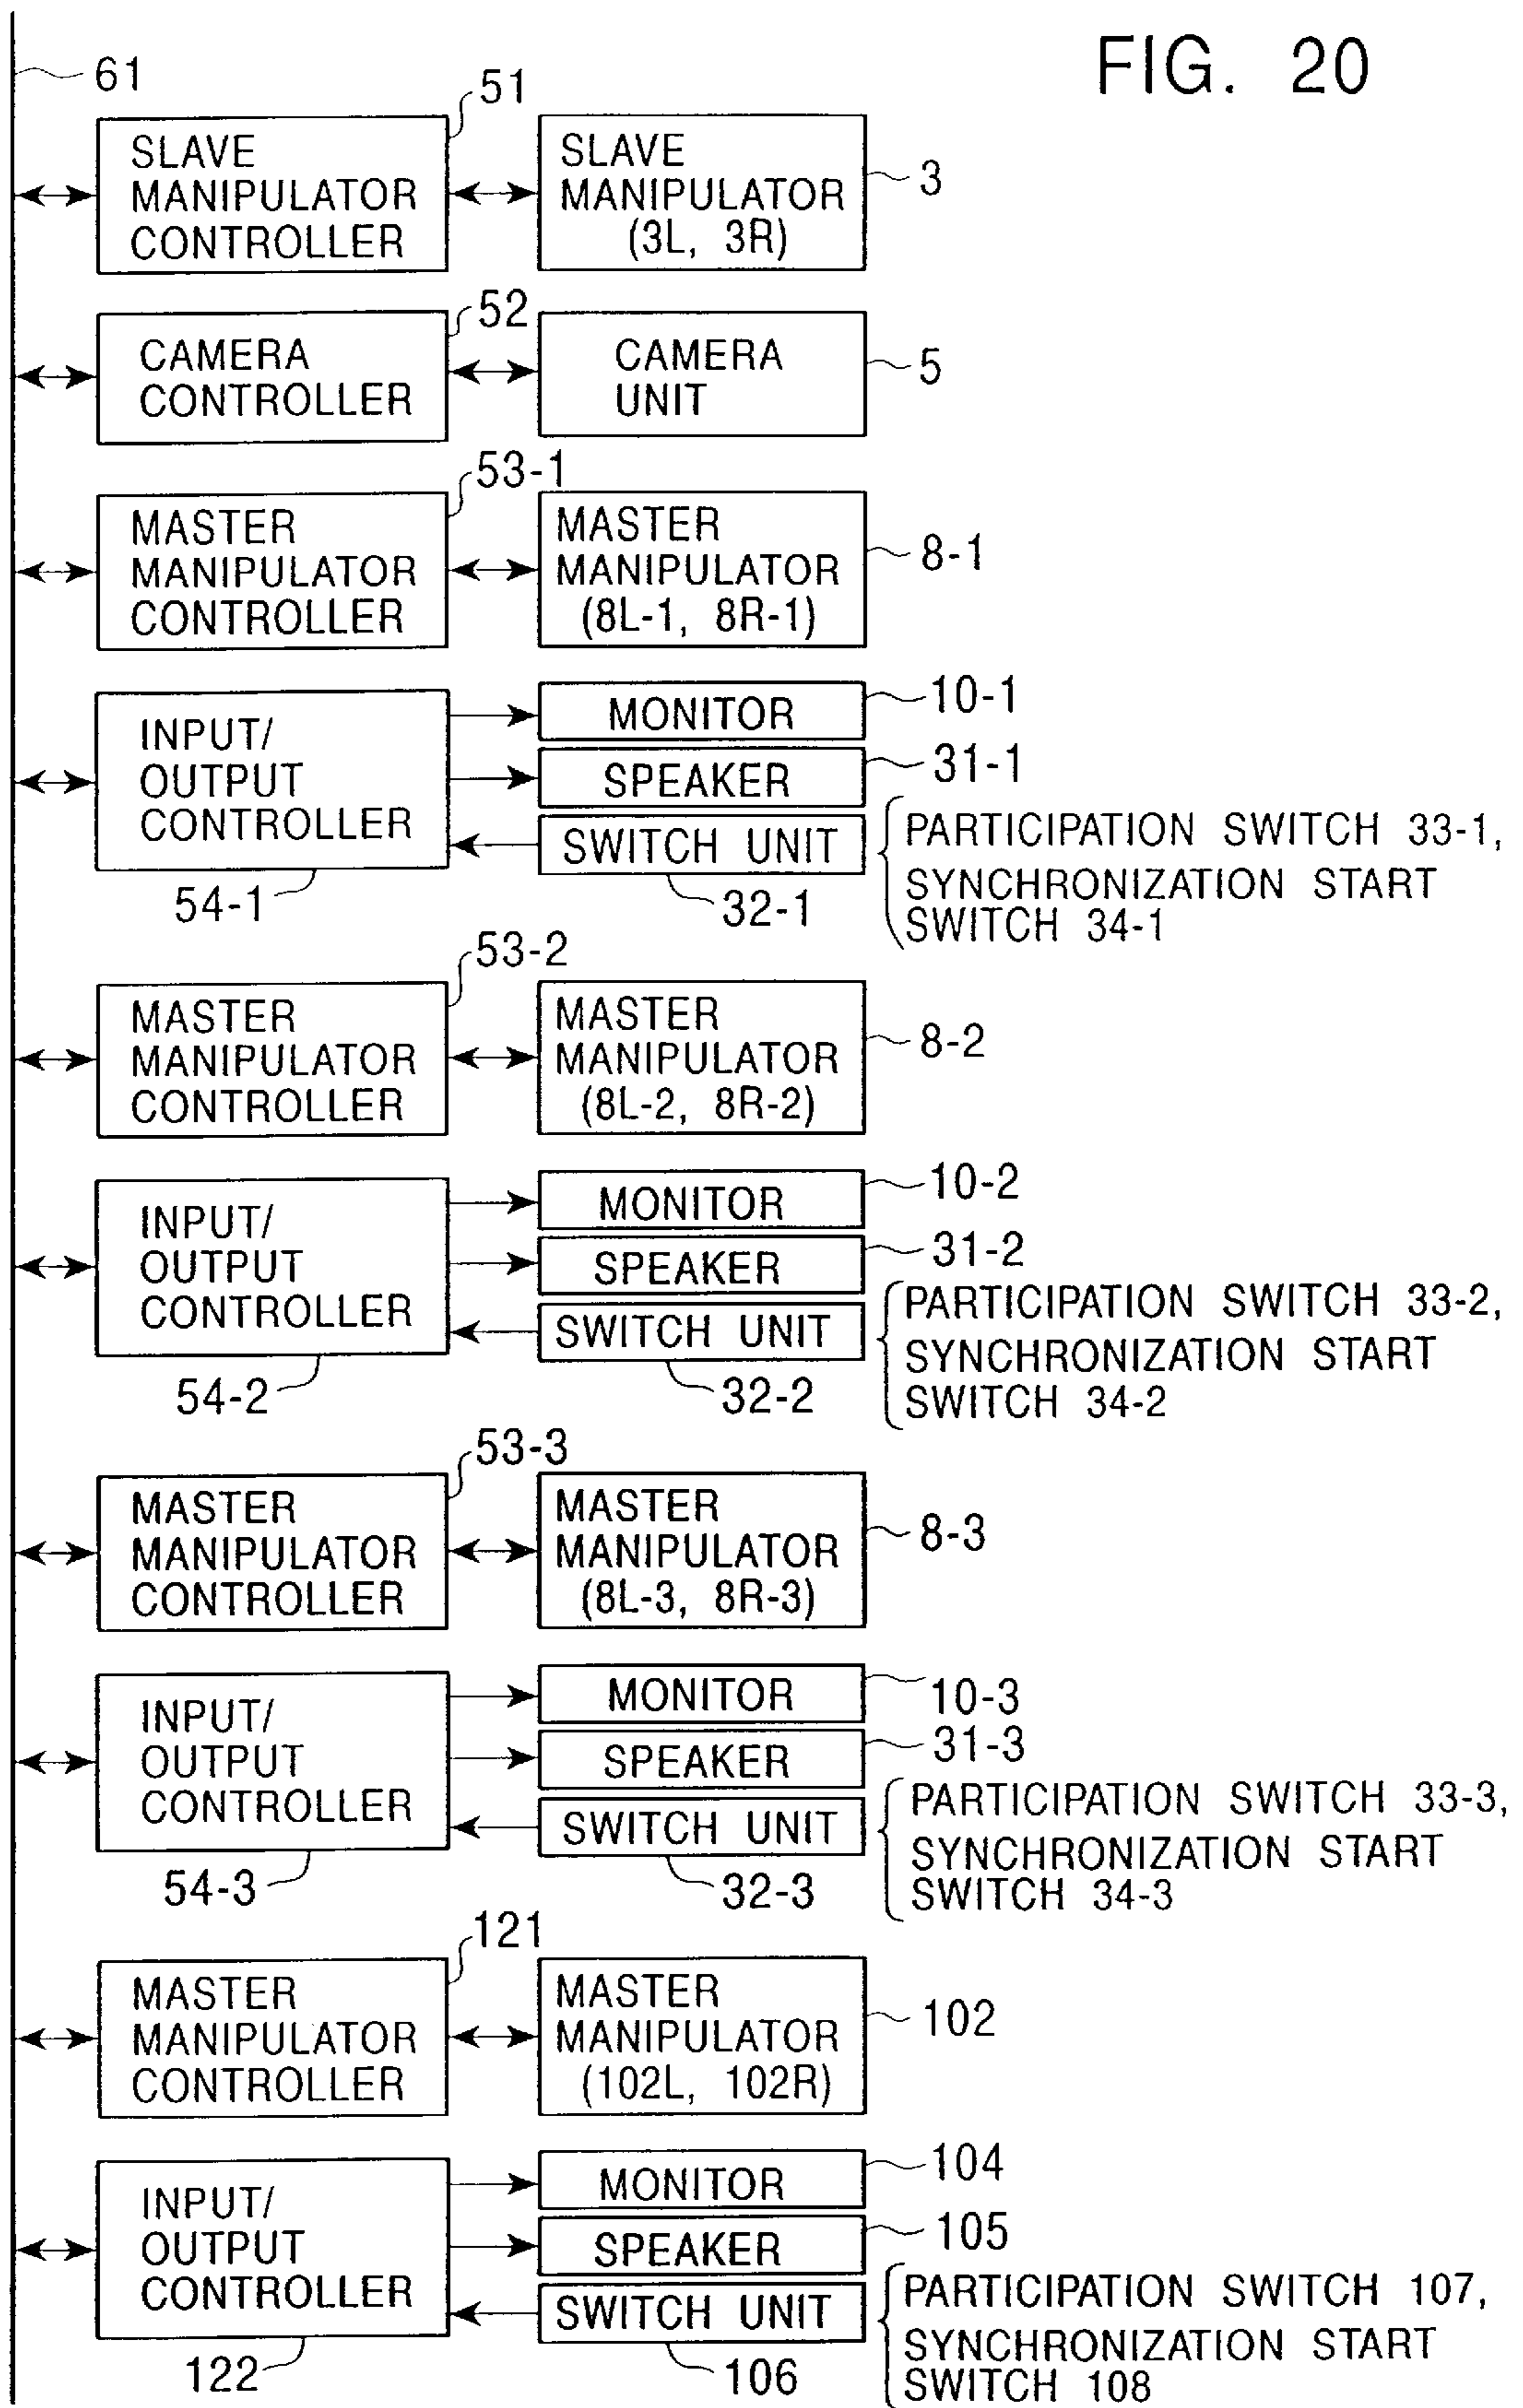 FIG. 20
61
51
SLAVE
MANIPULATOR
CONTROLLER
SLAVE
MANIPULATOR
(3L, 3R)
3
52
CAMERA
CONTROLLER
CAMERA
UNIT
5
53-1
MASTER
MANIPULATOR
CONTROLLER
MASTER
MANIPULATOR
(8L-1, 8R-1)
8-1
INPUT/
OUTPUT
CONTROLLER
54-1
MONITOR
10-1
SPEAKER
31-1
SWITCH UNIT
32-1
PARTICIPATION SWITCH 33-1,
SYNCHRONIZATION START
SWITCH 34-1
53-2
MASTER
MANIPULATOR
CONTROLLER
MASTER
MANIPULATOR
(8L-2, 8R-2)
8-2
INPUT/
OUTPUT
CONTROLLER
54-2
MONITOR
10-2
SPEAKER
31-2
SWITCH UNIT
32-2
PARTICIPATION SWITCH 33-2,
SYNCHRONIZATION START
SWITCH 34-2
53-3
MASTER
MANIPULATOR
CONTROLLER
MASTER
MANIPULATOR
(8L-3, 8R-3)
8-3
INPUT/
OUTPUT
CONTROLLER
54-3
MONITOR
10-3
SPEAKER
31-3
SWITCH UNIT
32-3
PARTICIPATION SWITCH 33-3,
SYNCHRONIZATION START
SWITCH 34-3
121
MASTER
MANIPULATOR
CONTROLLER
MASTER
MANIPULATOR
(102L, 102R)
102
INPUT/
OUTPUT
CONTROLLER
122
MONITOR
104
SPEAKER
105
SWITCH UNIT
106
PARTICIPATION SWITCH 107,
SYNCHRONIZATION START
SWITCH 108